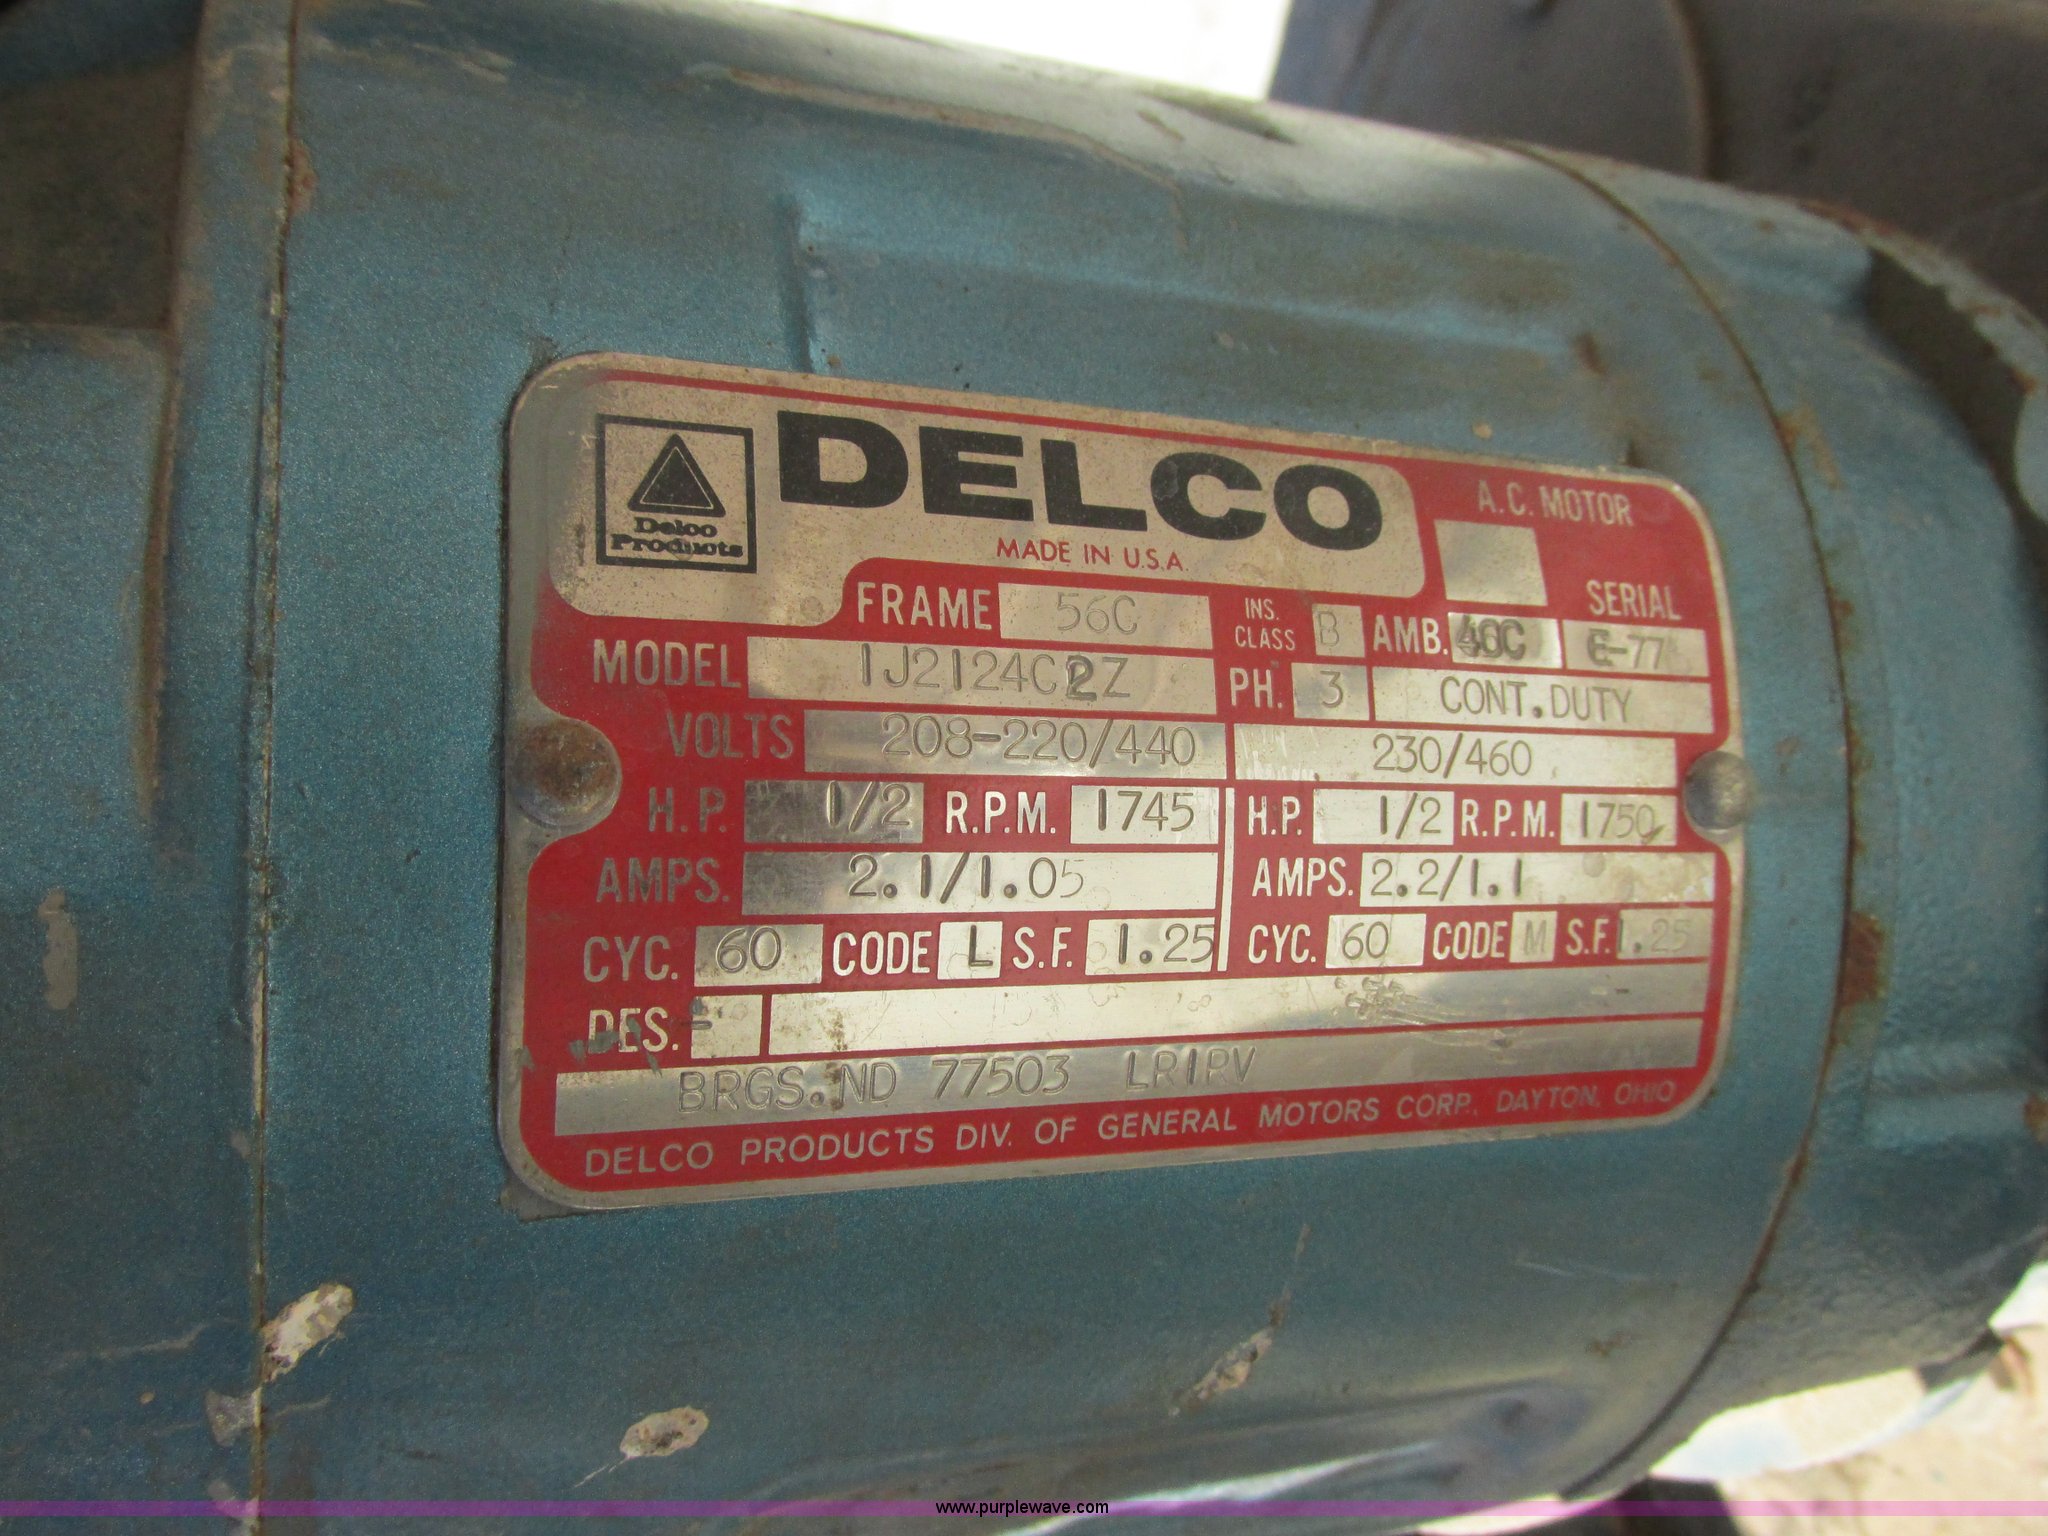 Delco
Products
DELCO
MADE IN U.S.A.
A.C. MOTOR
FRAME 56C INS. CLASS B AMB. 40C SERIAL E-77
MODEL 1J2124C2Z PH. 3 CONT. DUTY
VOLTS 208-220/440 230/460
H.P. 1/2 R.P.M. 1745 H.P. 1/2 R.P.M. 1750
AMPS. 2.1/1.05 AMPS. 2.2/1.1
CYC. 60 CODE L S.F. 1.25 CYC. 60 CODE M S.F. 1.25
DES. -
BRGS. ND 77503 LR1RV
DELCO PRODUCTS DIV. OF GENERAL MOTORS CORP., DAYTON, OHIO
www.purplewave.com